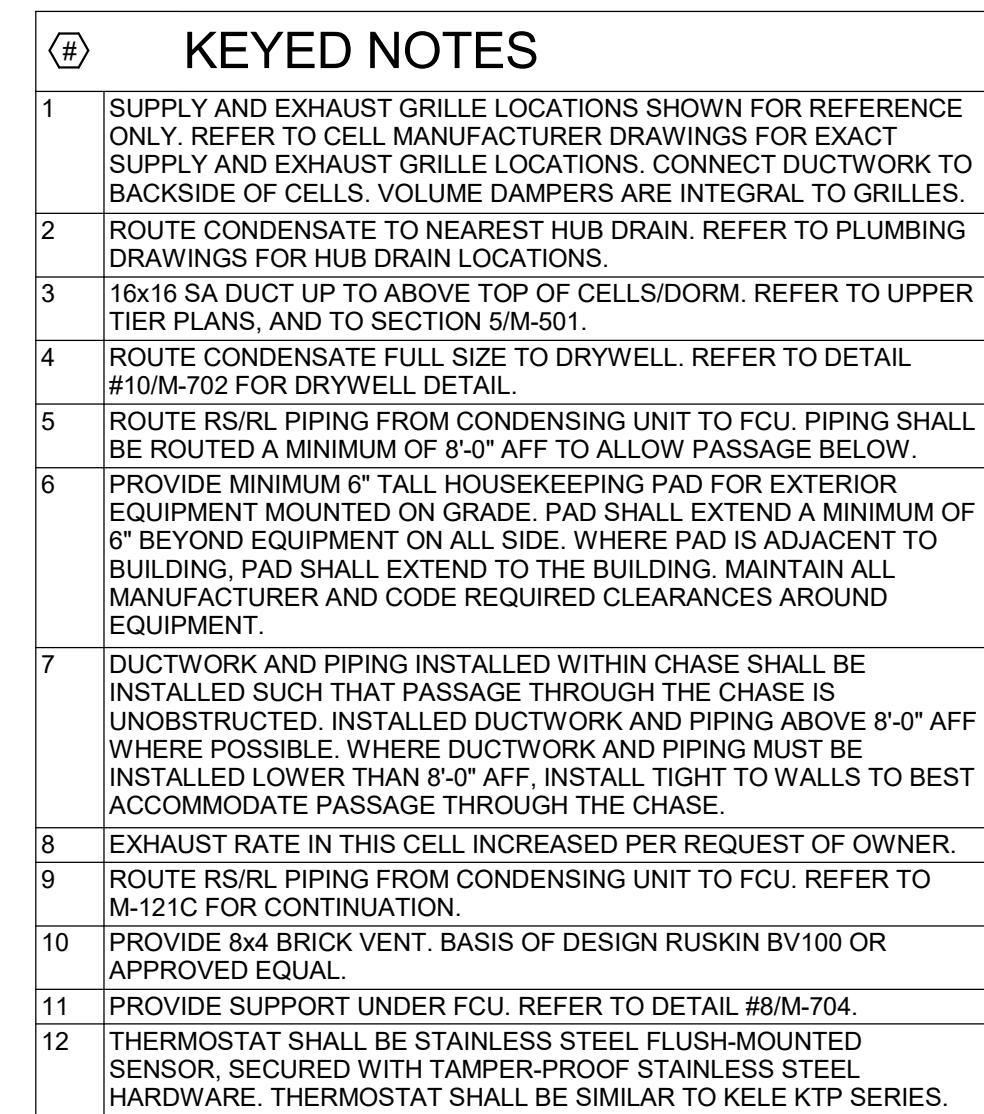 # KEYED NOTES
1 SUPPLY AND EXHAUST GRILLE LOCATIONS SHOWN FOR REFERENCE
ONLY. REFER TO CELL MANUFACTURER DRAWINGS FOR EXACT
SUPPLY AND EXHAUST GRILLE LOCATIONS. CONNECT DUCTWORK TO
BACKSIDE OF CELLS. VOLUME DAMPERS ARE INTEGRAL TO GRILLES.
2 ROUTE CONDENSATE TO NEAREST HUB DRAIN. REFER TO PLUMBING
DRAWINGS FOR HUB DRAIN LOCATIONS.
3 16x16 SA DUCT UP TO ABOVE TOP OF CELLS/DORM. REFER TO UPPER
TIER PLANS, AND TO SECTION 5/M-501.
4 ROUTE CONDENSATE FULL SIZE TO DRYWELL. REFER TO DETAIL
#10/M-702 FOR DRYWELL DETAIL.
5 ROUTE RS/RL PIPING FROM CONDENSING UNIT TO FCU. PIPING SHALL
BE ROUTED A MINIMUM OF 8'-0" AFF TO ALLOW PASSAGE BELOW.
6 PROVIDE MINIMUM 6" TALL HOUSEKEEPING PAD FOR EXTERIOR
EQUIPMENT MOUNTED ON GRADE. PAD SHALL EXTEND A MINIMUM OF
6" BEYOND EQUIPMENT ON ALL SIDE. WHERE PAD IS ADJACENT TO
BUILDING, PAD SHALL EXTEND TO THE BUILDING. MAINTAIN ALL
MANUFACTURER AND CODE REQUIRED CLEARANCES AROUND
EQUIPMENT.
7 DUCTWORK AND PIPING INSTALLED WITHIN CHASE SHALL BE
INSTALLED SUCH THAT PASSAGE THROUGH THE CHASE IS
UNOBSTRUCTED. INSTALLED DUCTWORK AND PIPING ABOVE 8'-0" AFF
WHERE POSSIBLE. WHERE DUCTWORK AND PIPING MUST BE
INSTALLED LOWER THAN 8'-0" AFF, INSTALL TIGHT TO WALLS TO BEST
ACCOMMODATE PASSAGE THROUGH THE CHASE.
8 EXHAUST RATE IN THIS CELL INCREASED PER REQUEST OF OWNER.
9 ROUTE RS/RL PIPING FROM CONDENSING UNIT TO FCU. REFER TO
M-121C FOR CONTINUATION.
10 PROVIDE 8x4 BRICK VENT. BASIS OF DESIGN RUSKIN BV100 OR
APPROVED EQUAL.
11 PROVIDE SUPPORT UNDER FCU. REFER TO DETAIL #8/M-704.
12 THERMOSTAT SHALL BE STAINLESS STEEL FLUSH-MOUNTED
SENSOR, SECURED WITH TAMPER-PROOF STAINLESS STEEL
HARDWARE. THERMOSTAT SHALL BE SIMILAR TO KELE KTP SERIES.